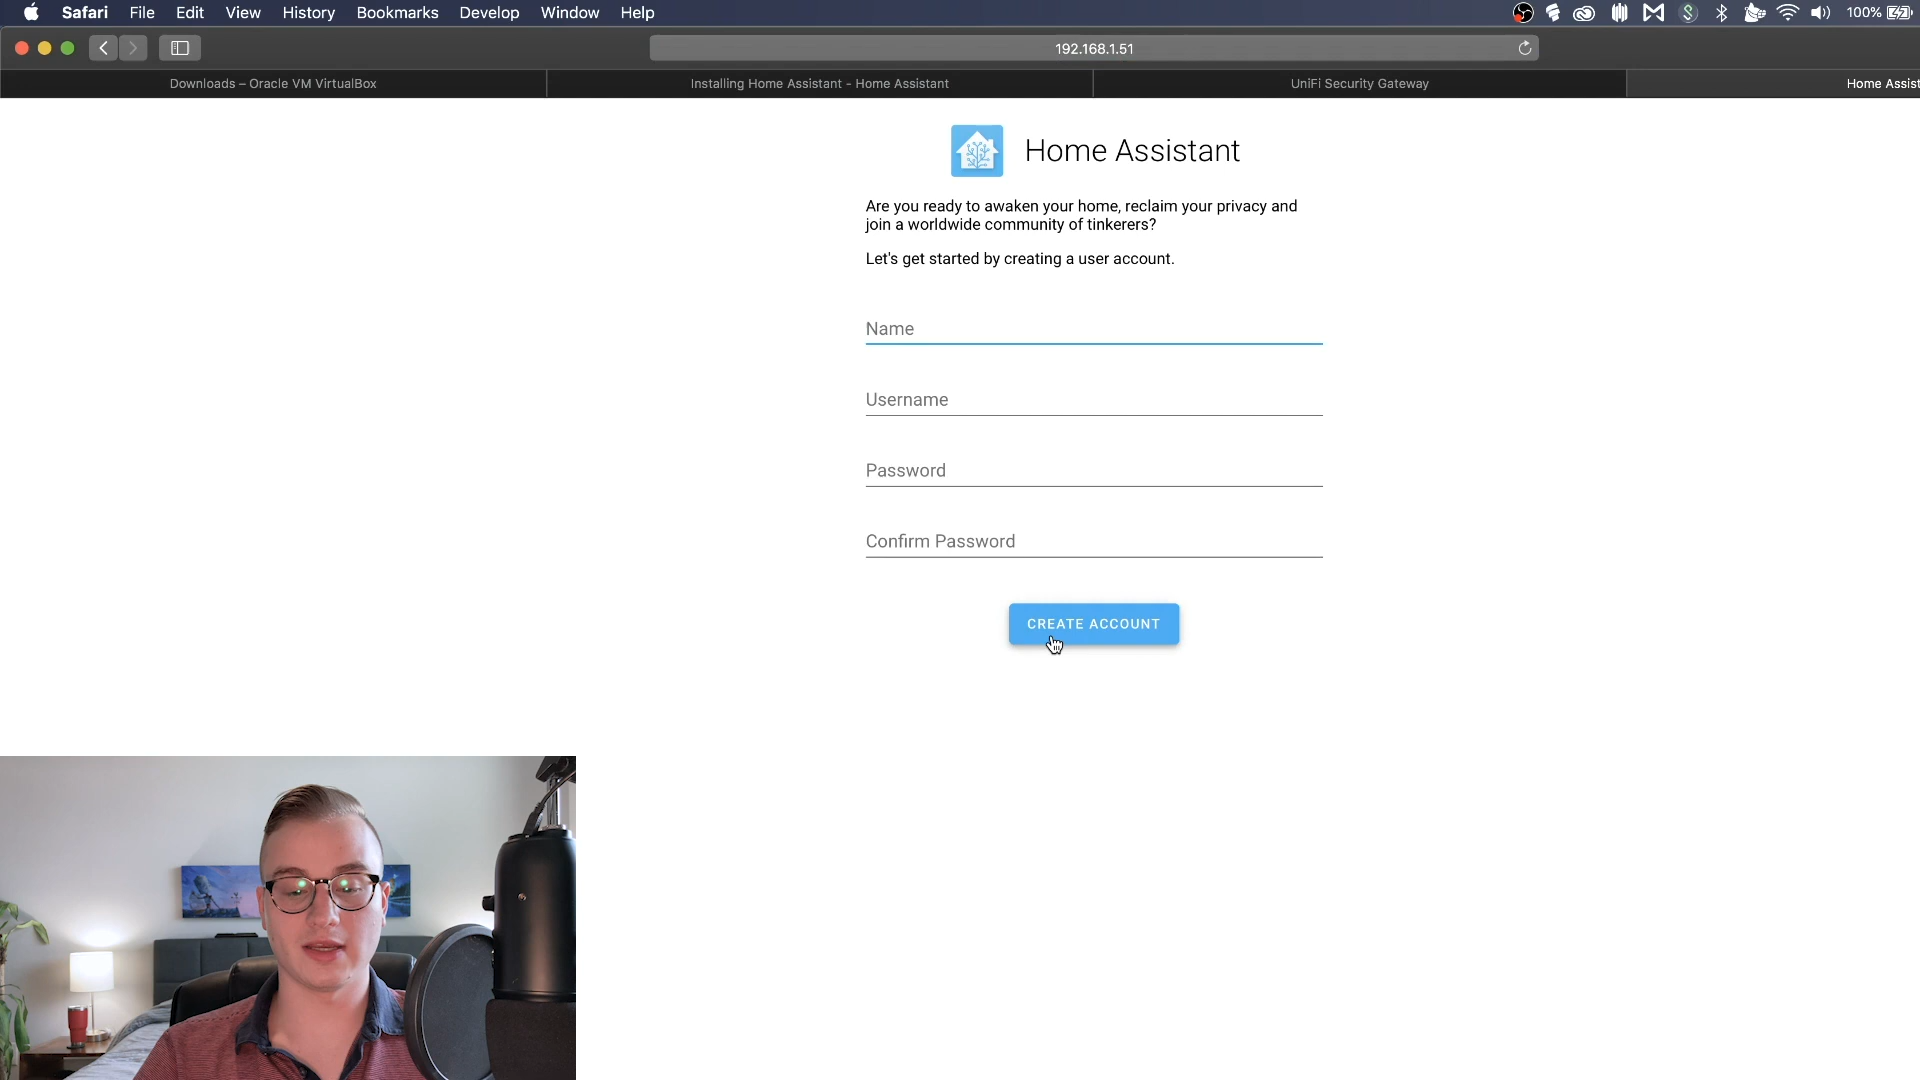 Safari File Edit View History Bookmarks Develop Window Help 100%
192.168.1.51
Downloads – Oracle VM VirtualBox
Installing Home Assistant - Home Assistant
UniFi Security Gateway
Home Assist
Home Assistant
Are you ready to awaken your home, reclaim your privacy and
join a worldwide community of tinkerers?
Let's get started by creating a user account.
Name
Username
Password
Confirm Password
CREATE ACCOUNT